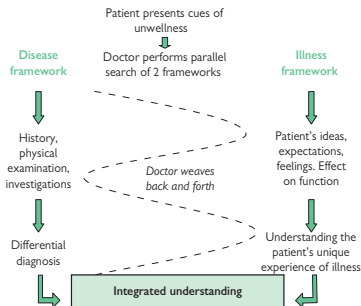 Patient presents cues of
unwellness
Disease
framework
Doctor performs parallel
search of 2 frameworks
Illness
framework
History,
physical
examination,
investigations
Doctor weaves
back and forth
Patient's ideas,
expectations,
feelings. Effect
on function
Differential
diagnosis
Understanding the
patient's unique
experience of illness
Integrated understanding